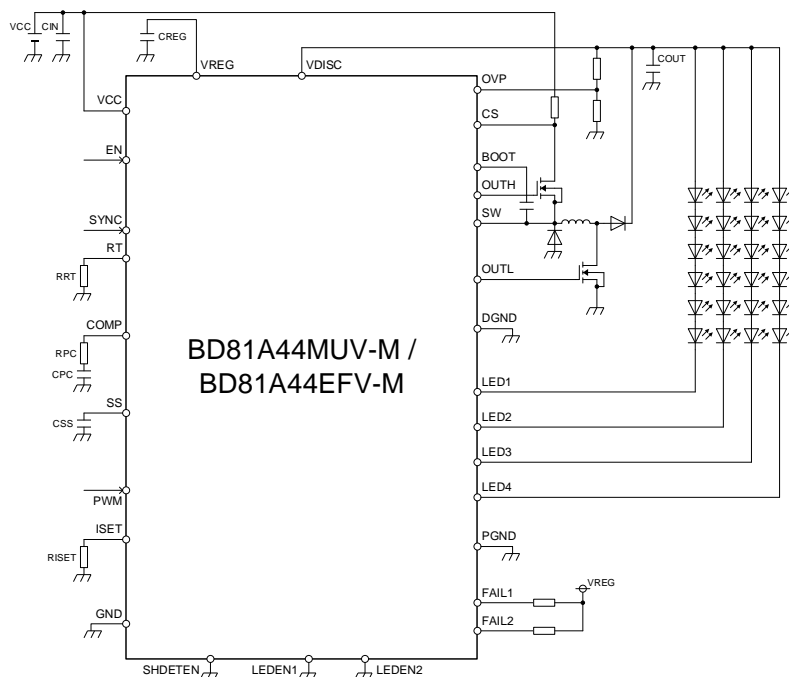 VCC
CIN
CREG
COUT
VREG
VDISC
VCC
EN
SYNC
RT
RRT
COMP
RPC
CPC
SS
CSS
PWM
ISET
RISET
GND
SHDETEN
LEDEN1
LEDEN2
BD81A44MUV-M /
BD81A44EFV-M
OVP
CS
BOOT
OUTH
SW
OUTL
DGND
LED1
LED2
LED3
LED4
PGND
FAIL1
FAIL2
VREG